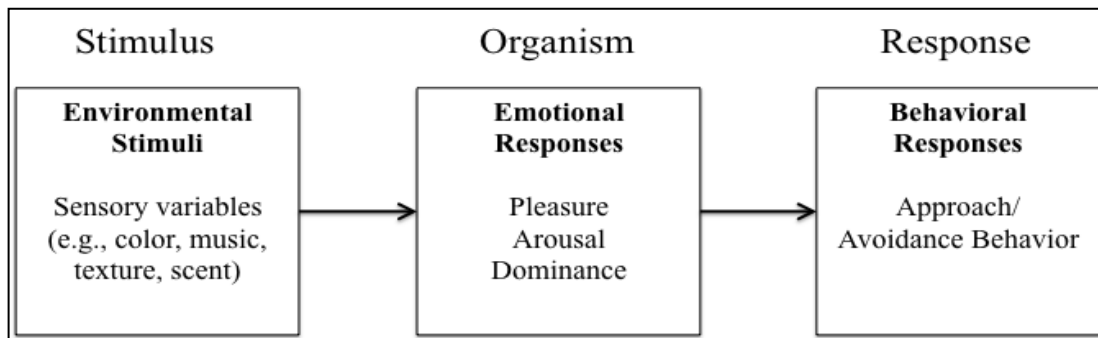 Stimulus
Environmental
Stimuli
Sensory variables
(e.g., color, music,
texture, scent)
Organism
Emotional
Responses
Pleasure
Arousal
Dominance
Response
Behavioral
Responses
Approach/
Avoidance Behavior